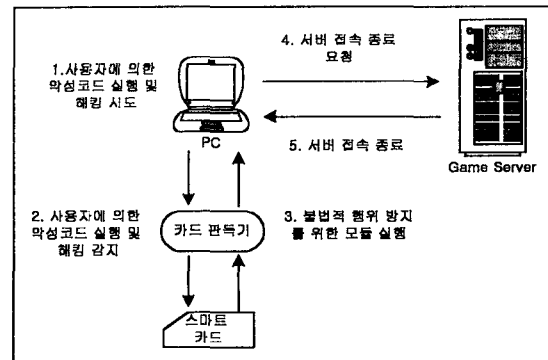 1.사용자에 의한
악성코드 실행 및
해킹 시도
PC
4. 서버 접속 종료
요청
5. 서버 접속 종료
Game Server
2. 사용자에 의한
악성코드 실행 및
해킹 감지
카드 판독기
3. 불법적 행위 방지
를 위한 모듈 실행
스마트
카드